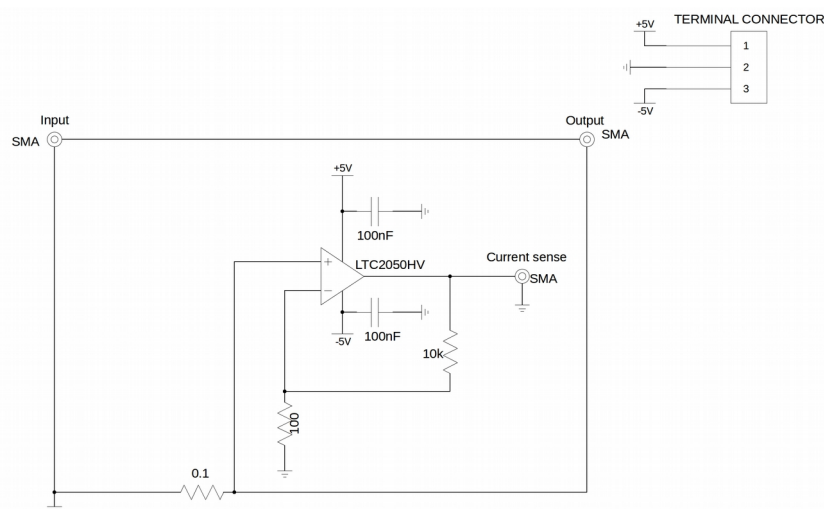 TERMINAL CONNECTOR
+5V
1
2
3
-5V
Input
SMA
Output
SMA
+5V
100nF
LTC2050HV
+
−
Current sense
SMA
-5V
100nF
10k
100
0.1